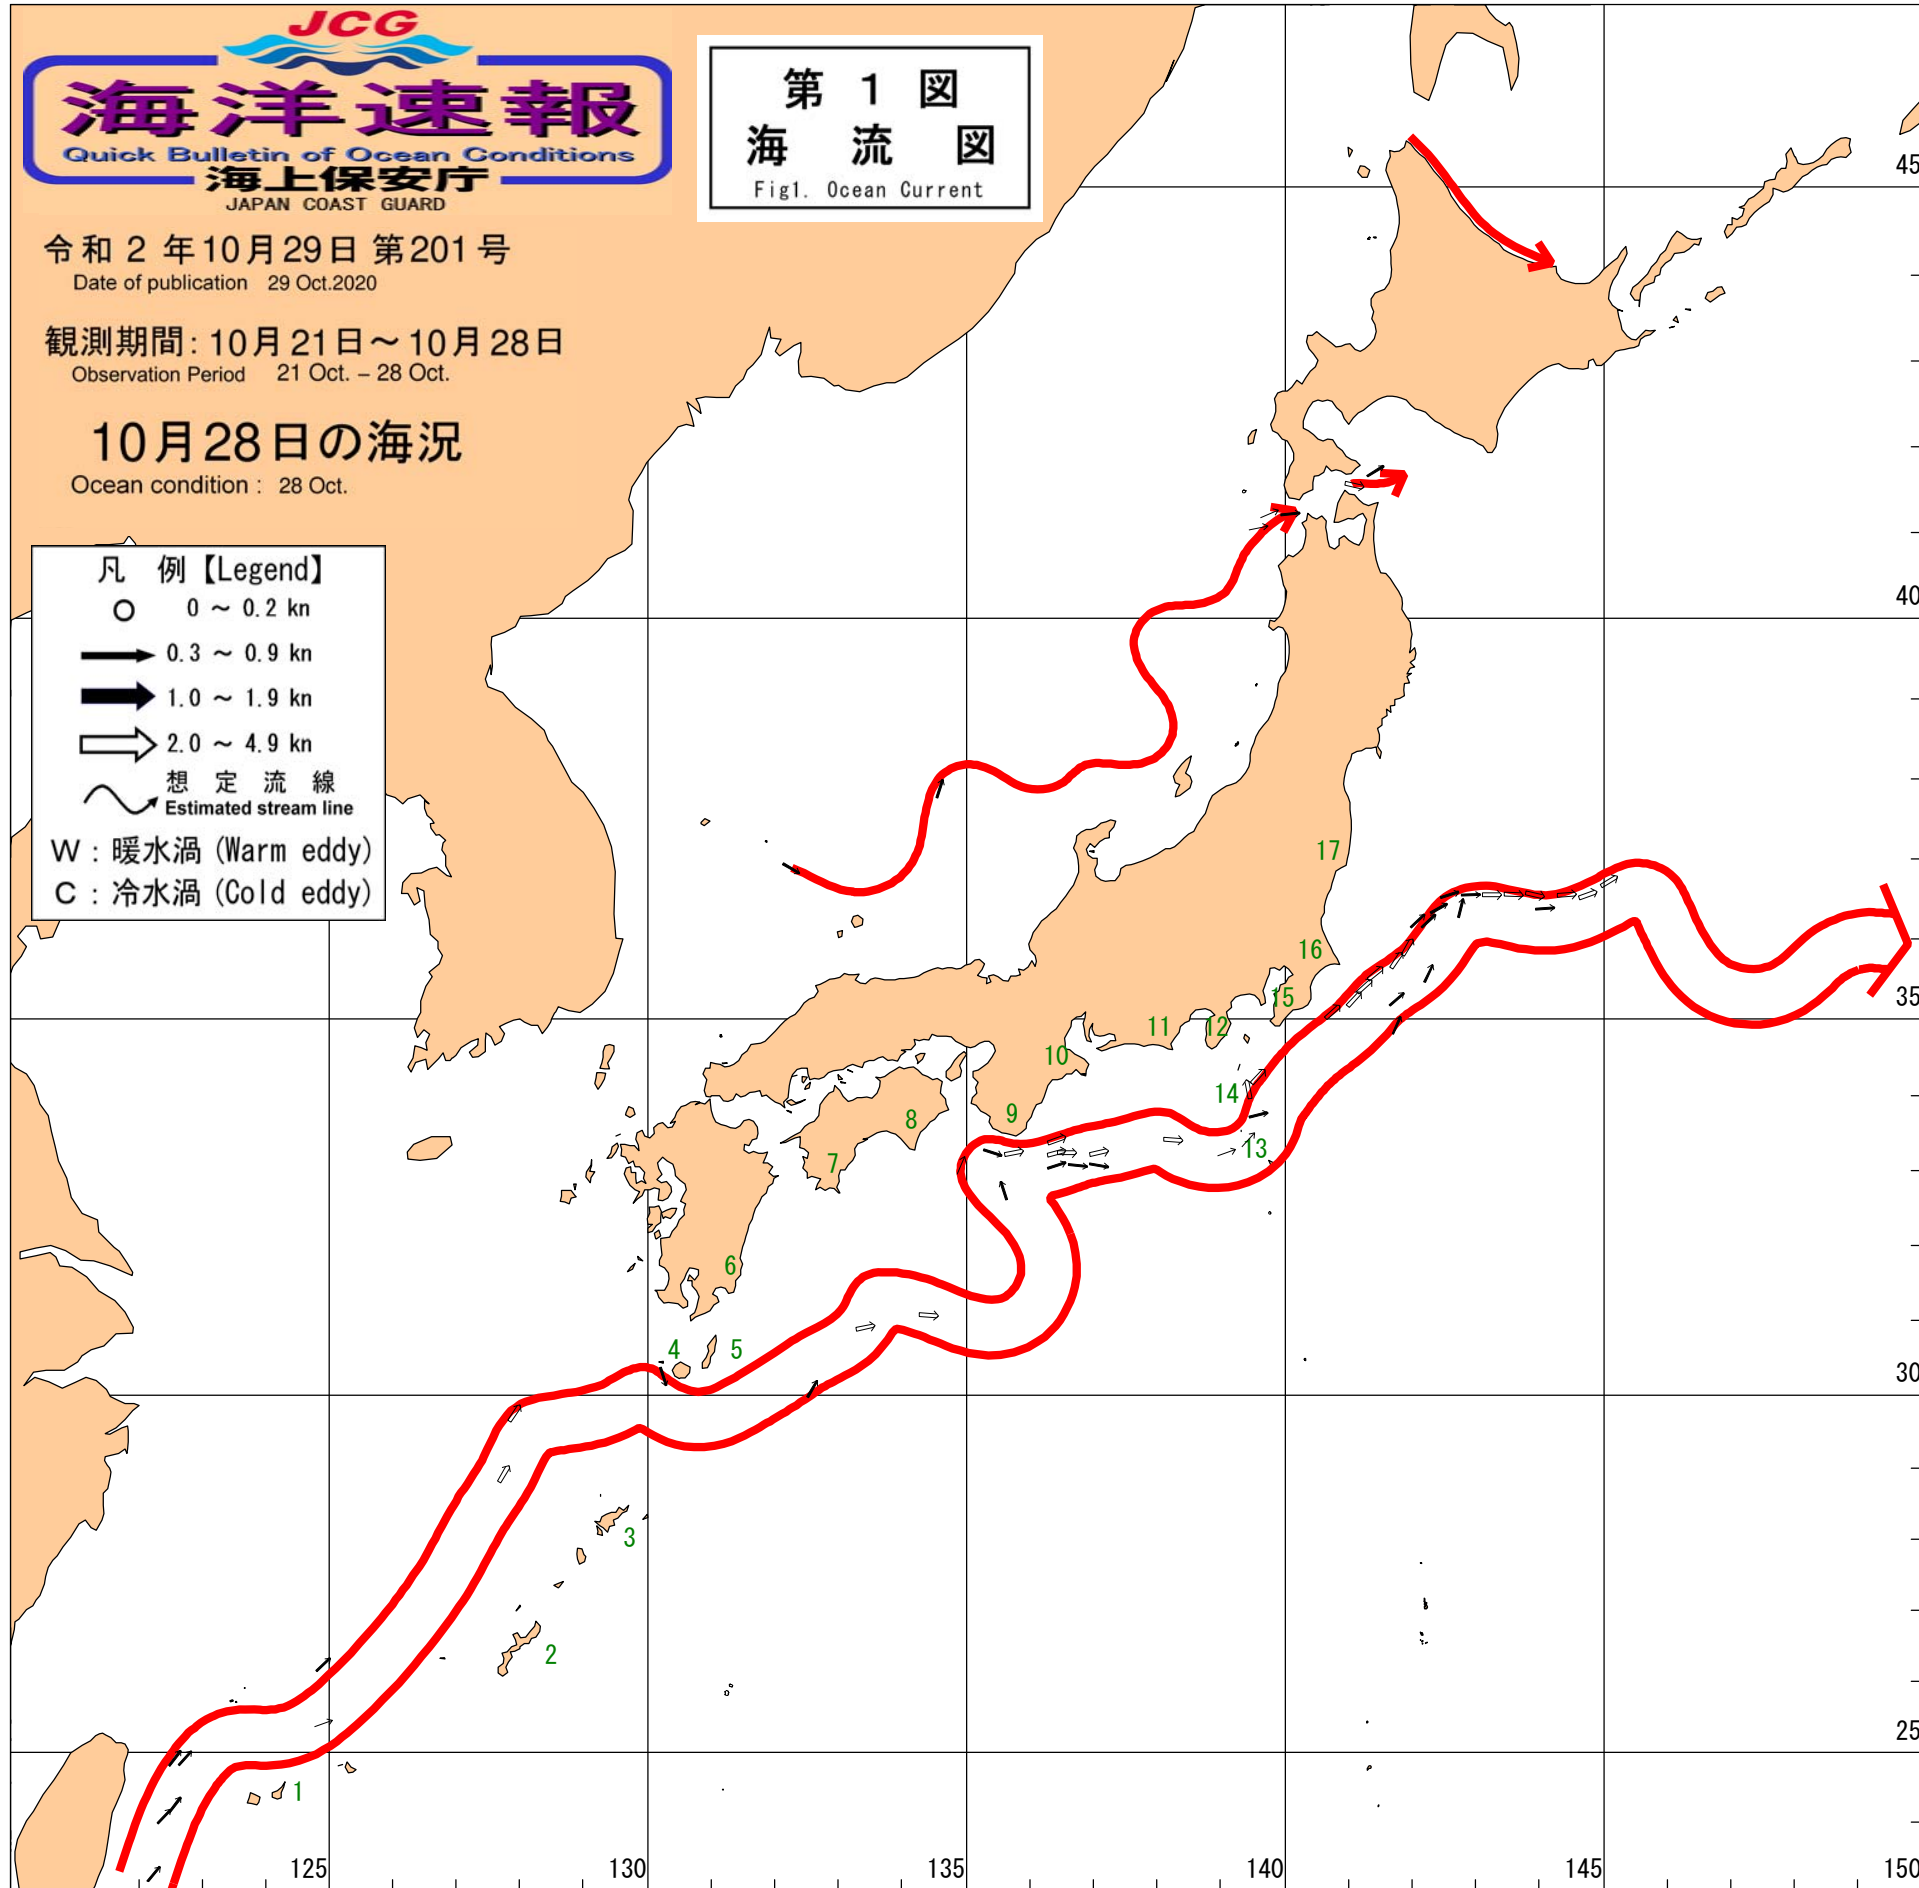 JCG
海洋速報
Quick Bulletin of Ocean Conditions
海上保安庁
JAPAN COAST GUARD
令和 2 年10月29日 第201号
Date of publication 29 Oct.2020
観測期間: 10月21日～10月28日
Observation Period 21 Oct. – 28 Oct.
10月28日の海況
Ocean condition : 28 Oct.
第 1 図
海 流 図
Fig1. Ocean Current
凡 例【Legend】
0 ～ 0.2 kn
0.3 ～ 0.9 kn
1.0 ～ 1.9 kn
2.0 ～ 4.9 kn
想 定 流 線
Estimated stream line
W : 暖水渦 (Warm eddy)
C : 冷水渦 (Cold eddy)
45
40
35
30
25
17
16
15
11
12
10
14
9
8
13
7
6
4
5
3
2
1
125
130
135
140
145
150